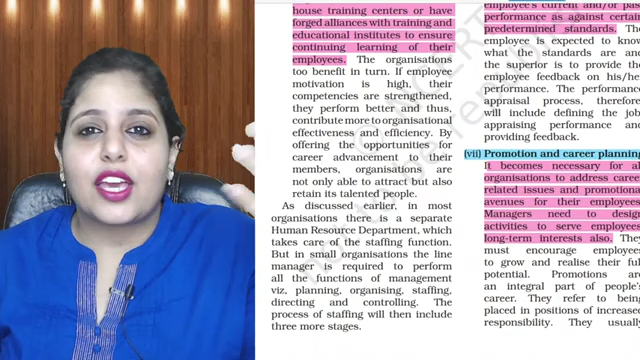 house training centers or have
forged alliances with training and
educational institutes to ensure
continuing learning of their
employees. The organisations
too benefit in turn. If employee
motivation is high, their
competencies are strengthened,
they perform better and thus,
contribute more to organisational
effectiveness and efficiency. By
offering the opportunities for
career advancement to their
members, organisations are
not only able to attract but also
retain its talented people.
As discussed earlier, in most
organisations there is a separate
Human Resource Department, which
takes care of the staffing function.
But in small organisations the line
manager is required to perform
all the functions of management
viz, planning, organising, staffing,
directing and controlling. The
process of staffing will then include
three more stages.
employee's current and/or past
performance as against certain
predetermined standards. The
employee is expected to know
what the standards are and
the superior is to provide the
employee feedback on his/her
performance. The performance
appraisal process, therefore
will include defining the job
appraising performance and
providing feedback.
(vii) Promotion and career planning
It becomes necessary for al
organisations to address career
related issues and promotional
avenues for their employees
Managers need to design
activities to serve employees
long-term interests also. They
must encourage employees
to grow and realise their full
potential. Promotions are
an integral part of people's
career. They refer to being
placed in positions of increased
responsibility. They usually